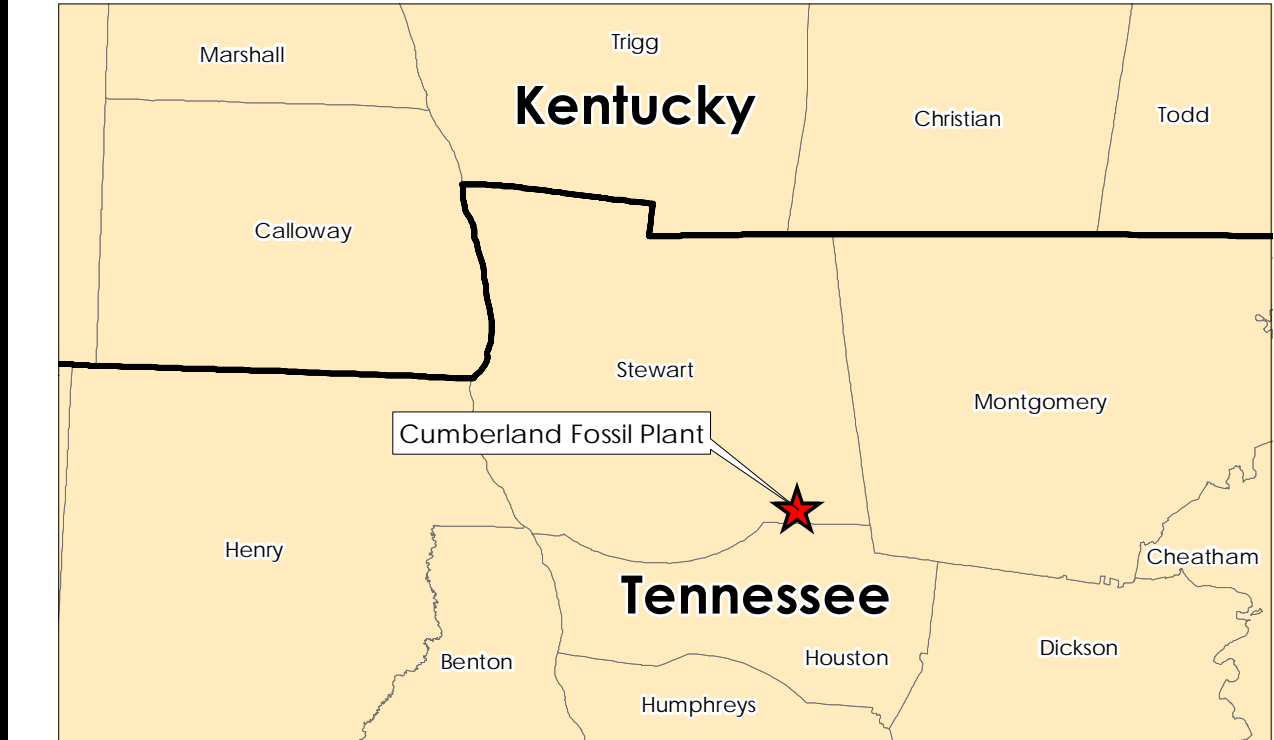 Marshall
Trigg
Kentucky
Christian
Todd
Calloway
Stewart
Montgomery
Cumberland Fossil Plant
Henry
Cheatham
Tennessee
Benton
Houston
Dickson
Humphreys